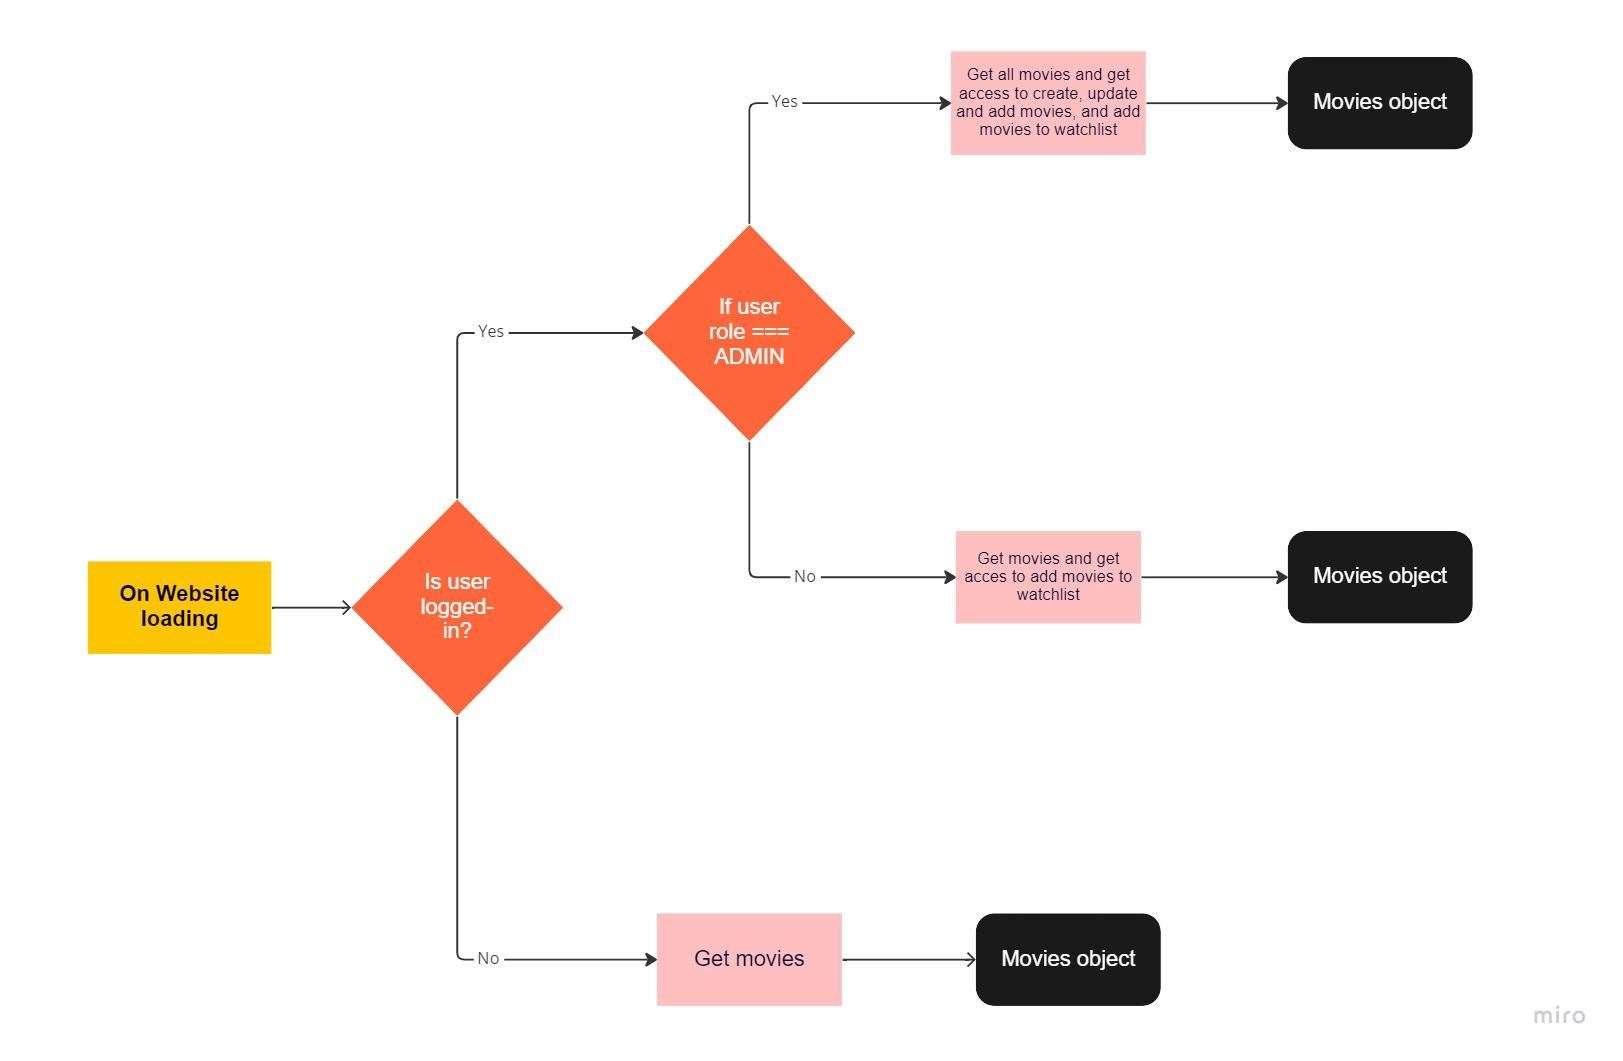 Get all movies and get
access to create, update
and add movies, and add
movies to watchlist
Movies object
Yes
If user
role ===
ADMIN
Yes
No
Get movies and get
acces to add movies to
watchlist
Movies object
On Website
loading
Is user
logged-
in?
No
Get movies
Movies object
miro